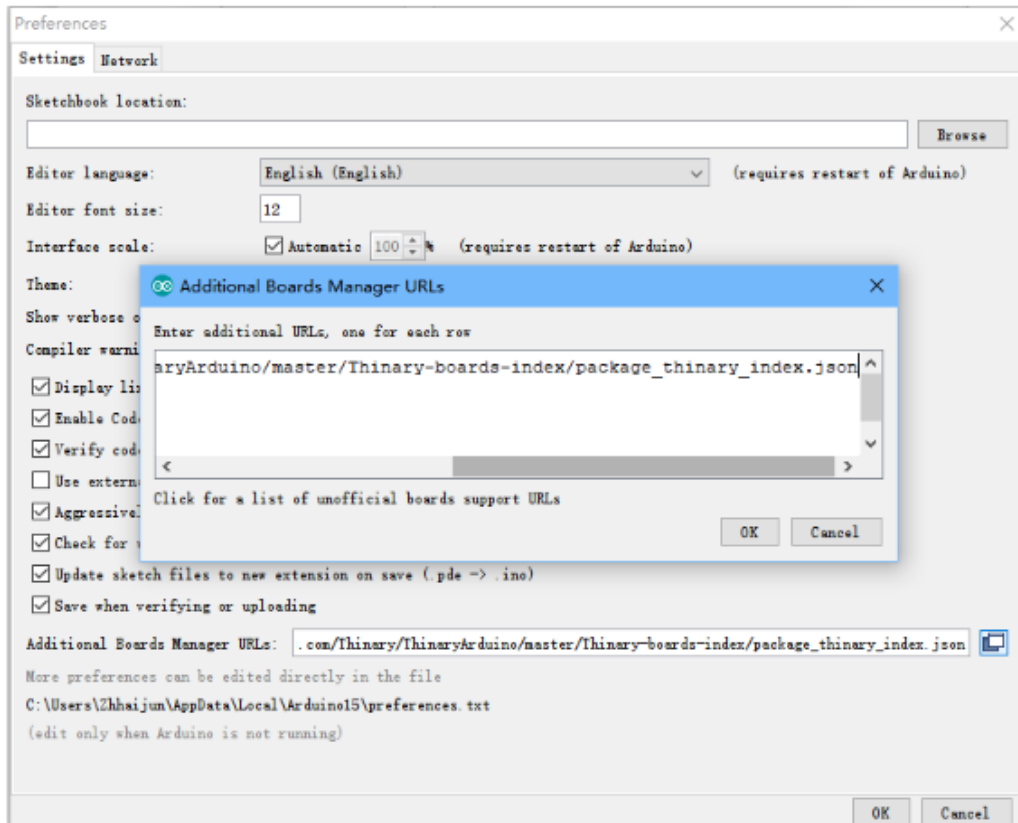 Preferences
Settings Network
Sketchbook location:
Browse
Editor language: English (English) (requires restart of Arduino)
Editor font size: 12
Interface scale: Automatic 100 % (requires restart of Arduino)
Theme:
Additional Boards Manager URLs
Show verbose
Enter additional URLs, one for each row
Compiler
aryArduino/master/Thinary-boards-index/package_thinary_index.json
Display
Enable
Verify
Use
Click for a list of unofficial boards support URLs
OK Cancel
Check for
Update sketch files to new extension on save (.pde -> .ino)
Save when verifying or uploading
Additional Boards Manager URLs: .com/Thinary/ThinaryArduino/master/Thinary-boards-index/package_thinary_index.json
More preferences can be edited directly in the file
C:\Users\Zhhaijun\AppData\Local\Arduino15\preferences.txt
(edit only when Arduino is not running)
OK Cancel